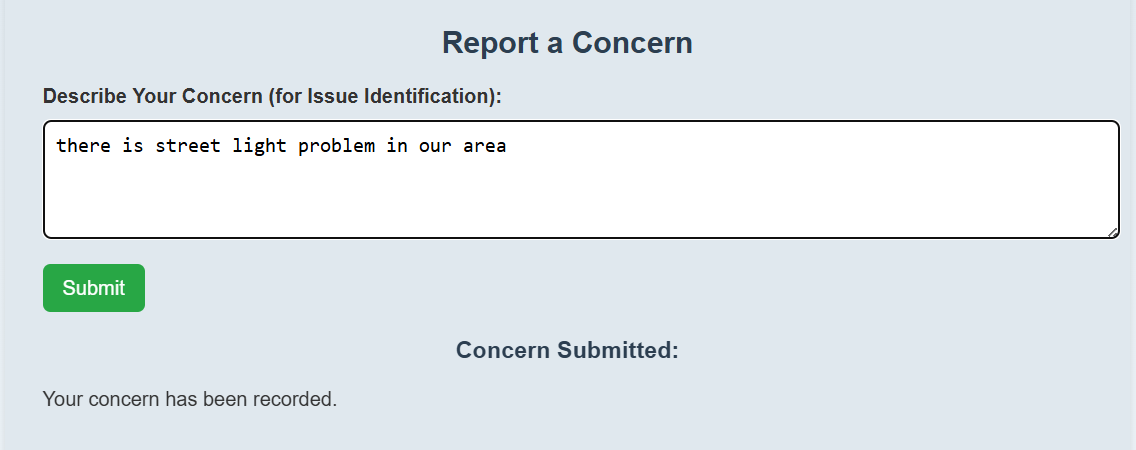 Report a Concern
Describe Your Concern (for Issue Identification):
there is street light problem in our area
Submit
Concern Submitted:
Your concern has been recorded.